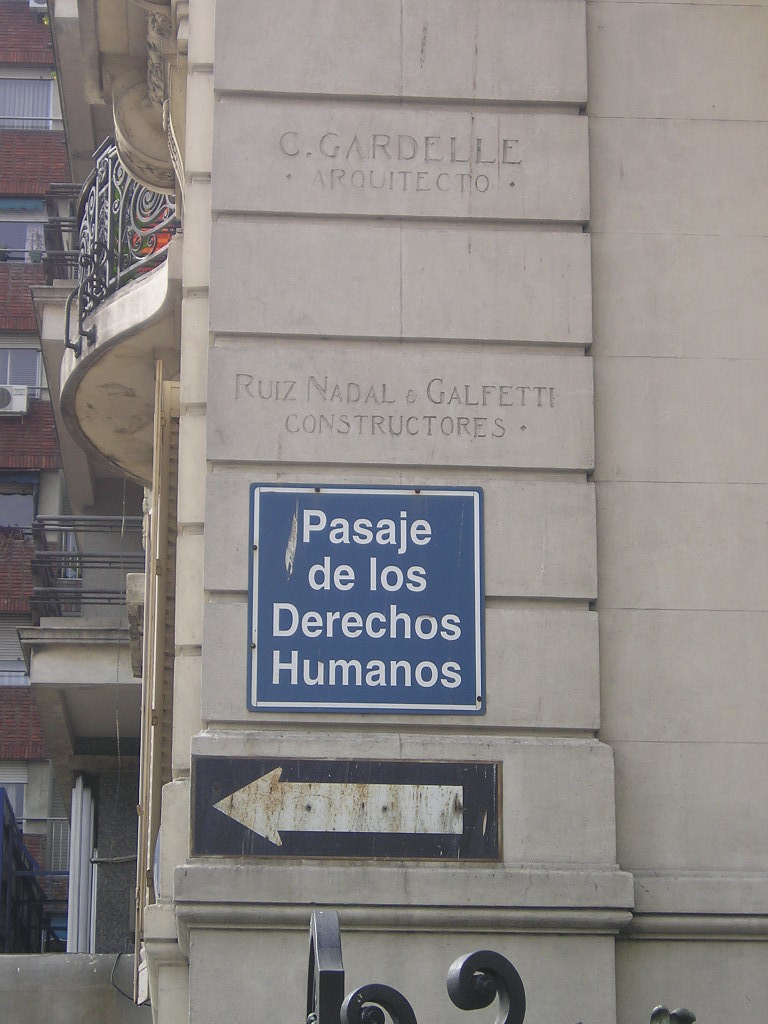 C. GARDELLE
· ARQUITECTO ·
RUIZ NADAL & GALFETTI
CONSTRUCTORES ·
Pasaje
de los
Derechos
Humanos